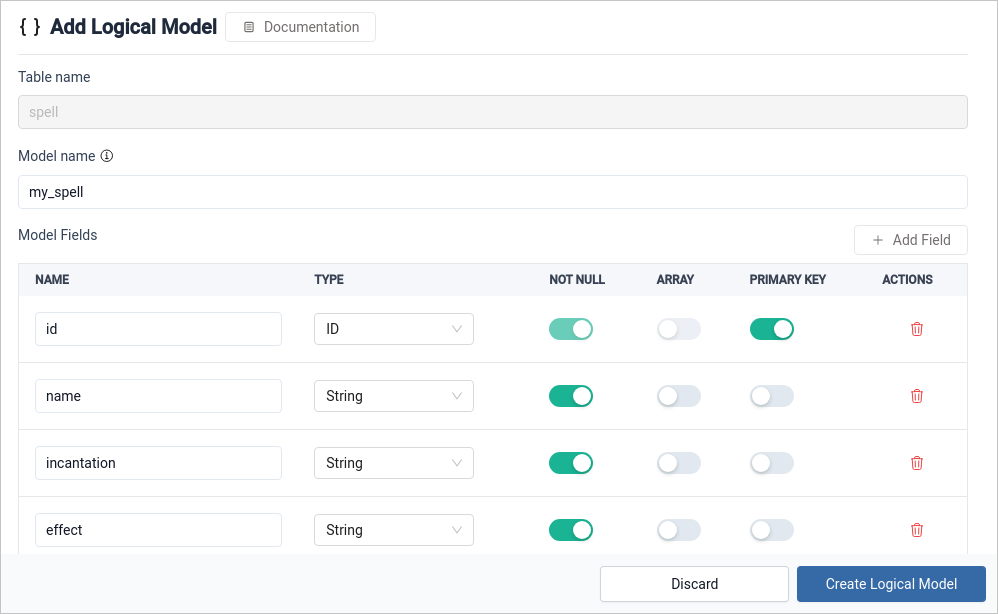 { } Add Logical Model Documentation
Table name
spell
Model name
my_spell
Model Fields
+ Add Field
NAME TYPE NOT NULL ARRAY PRIMARY KEY ACTIONS
id ID
name String
incantation String
effect String
Discard Create Logical Model